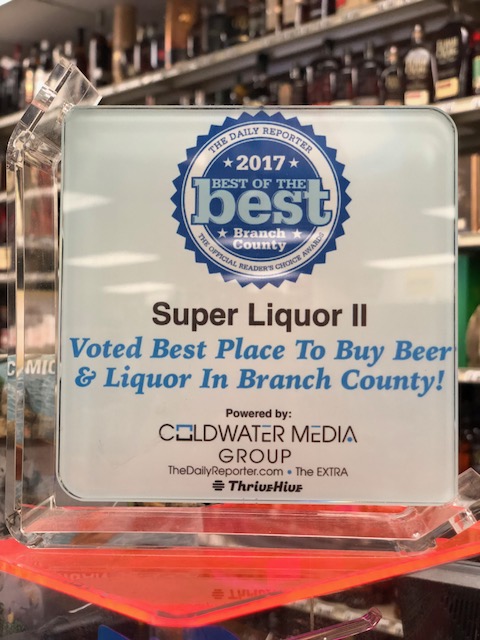 THE DAILY REPORTER
2017
BEST OF THE
best
Branch
County
THE OFFICIAL READER'S CHOICE AWARDS
Super Liquor II
Voted Best Place To Buy Beer
& Liquor In Branch County!
Powered by:
COLDWATER MEDIA
GROUP
TheDailyReporter.com • The EXTRA
ThriveHive